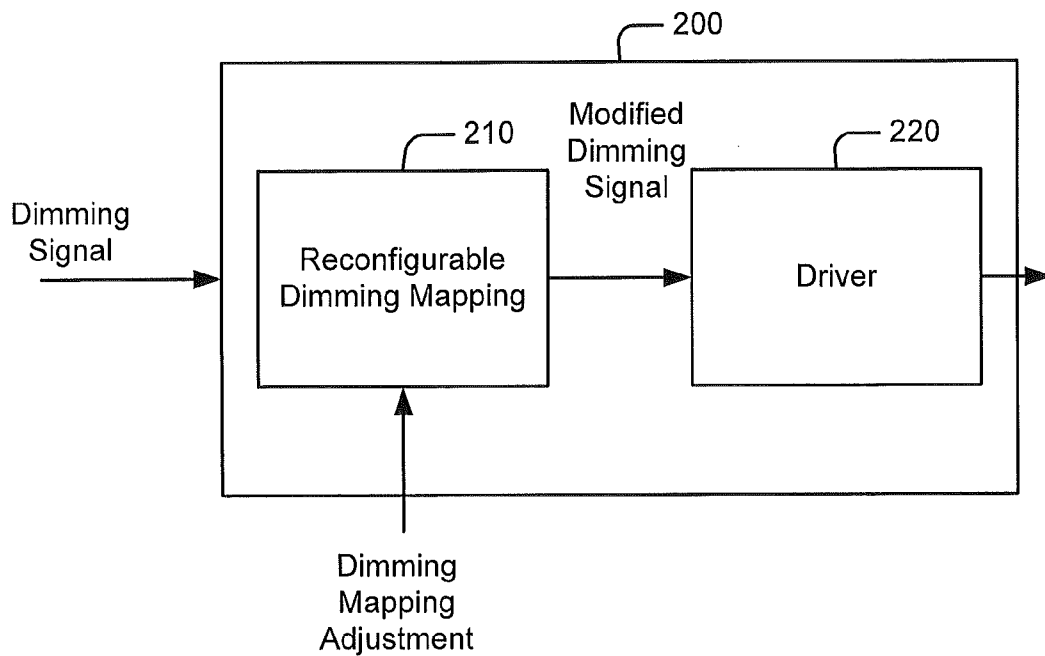 200
210
Modified
Dimming
Signal
220
Dimming
Signal
Reconfigurable
Dimming Mapping
Driver
Dimming
Mapping
Adjustment